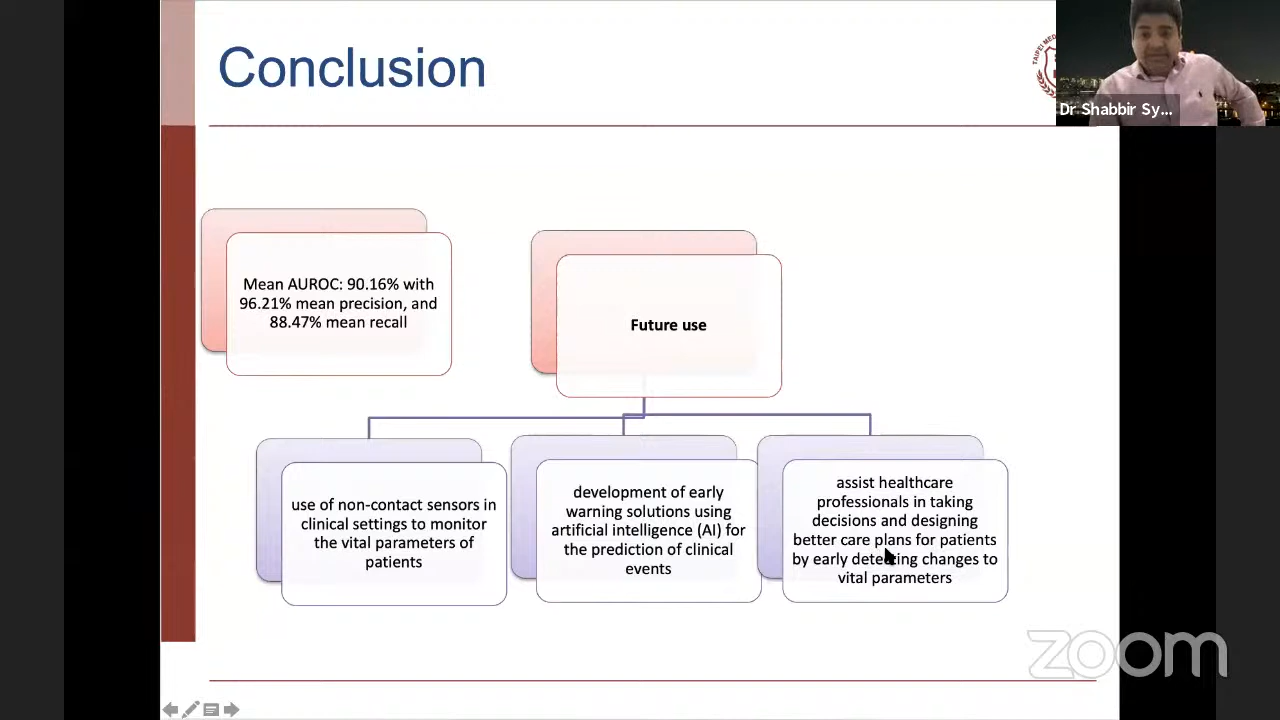 Conclusion
TAIPEI MED
Dr Shabbir Sy...
Mean AUROC: 90.16% with
96.21% mean precision, and
88.47% mean recall
Future use
use of non-contact sensors in
clinical settings to monitor
the vital parameters of
patients
development of early
warning solutions using
artificial intelligence (AI) for
the prediction of clinical
events
assist healthcare
professionals in taking
decisions and designing
better care plans for patients
by early detecting changes to
vital parameters
zoom